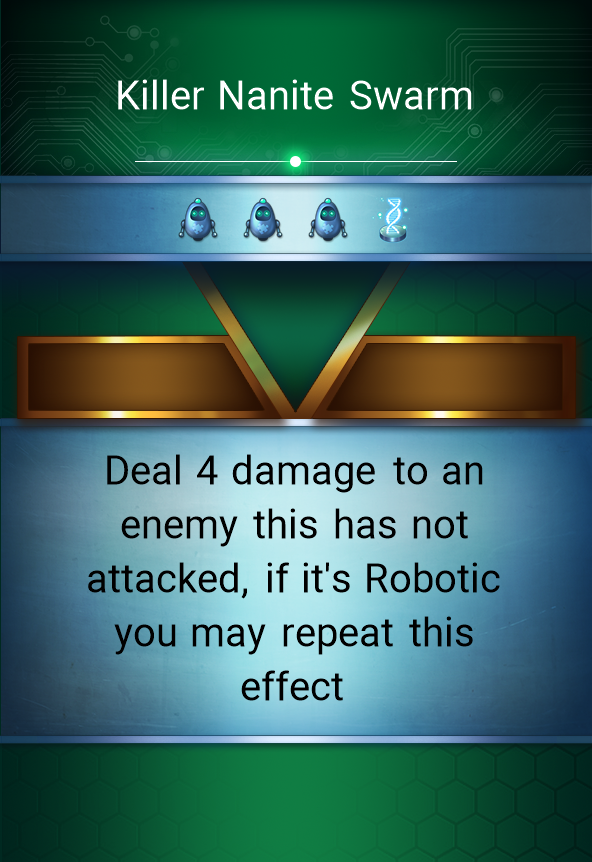 Killer Nanite Swarm
Deal 4 damage to an
enemy this has not
attacked, if it's Robotic
you may repeat this
effect